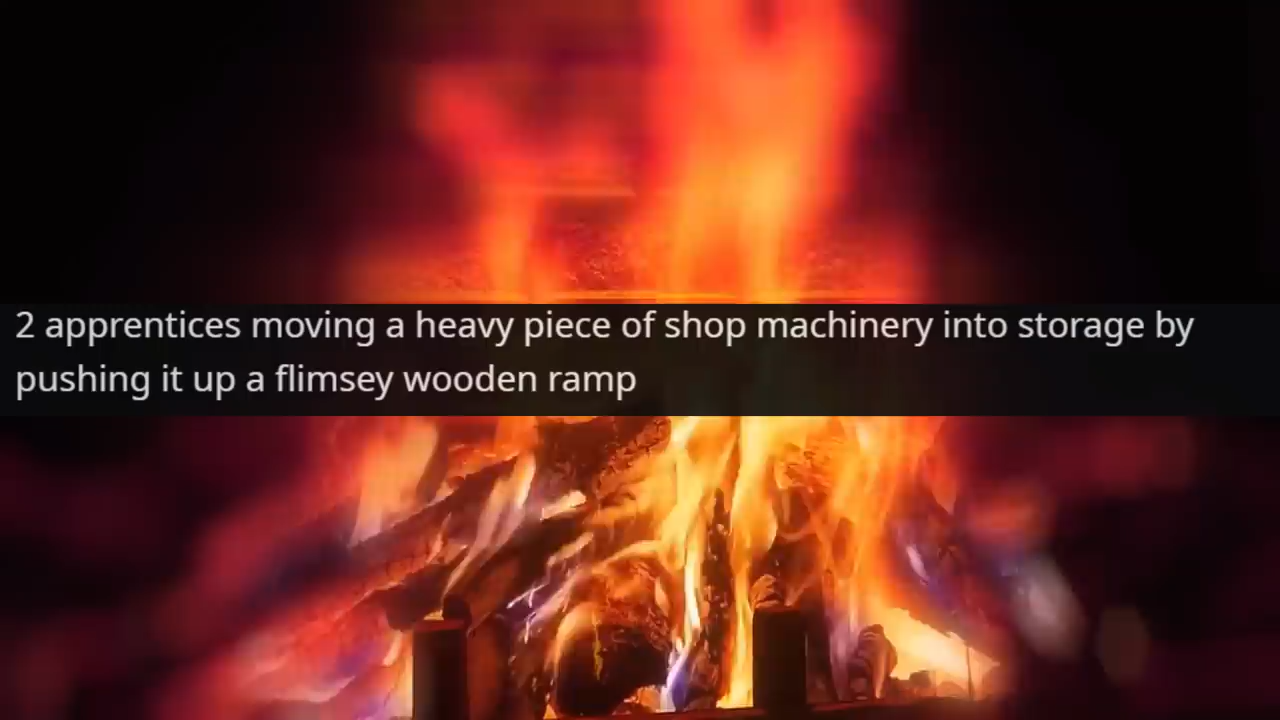 2 apprentices moving a heavy piece of shop machinery into storage by
pushing it up a flimsey wooden ramp